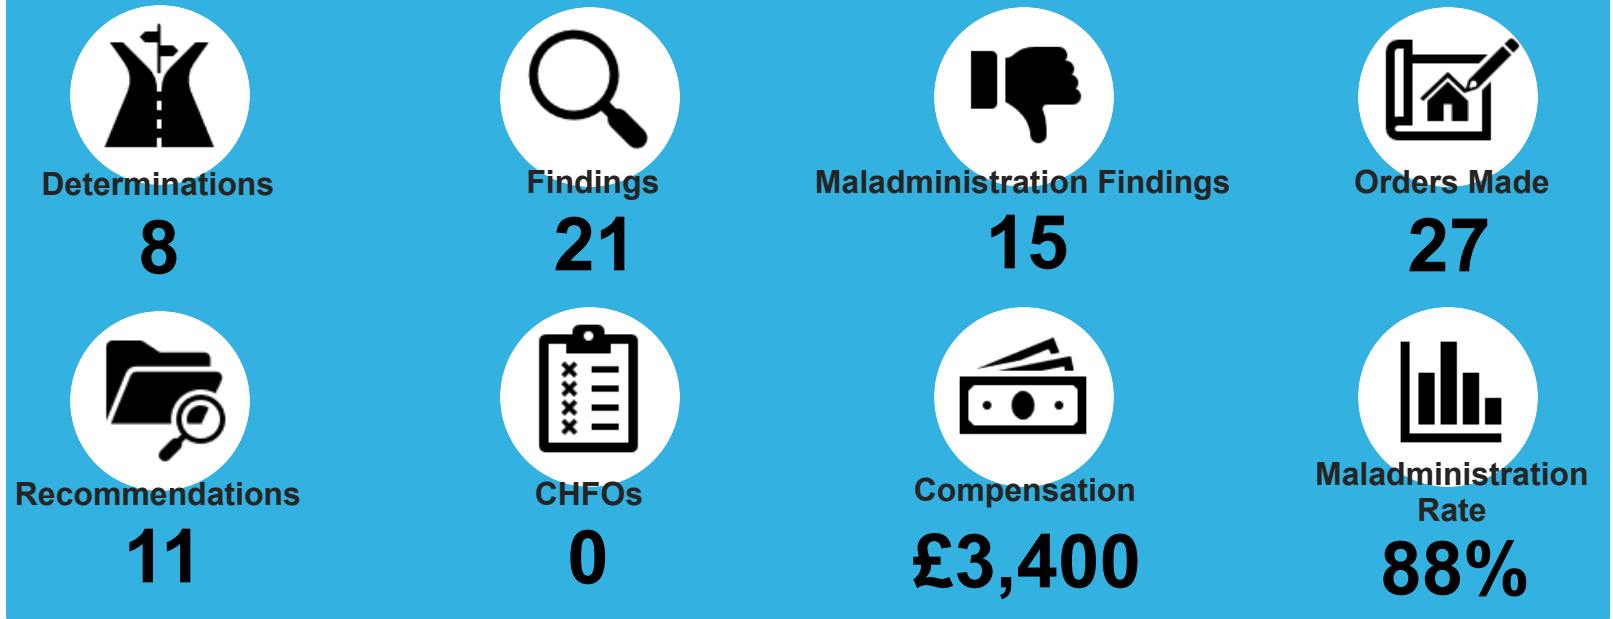 Determinations
8
Findings
21
Maladministration Findings
15
Orders Made
27
Recommendations
11
CHFOs
0
Compensation
£3,400
Maladministration
Rate
88%